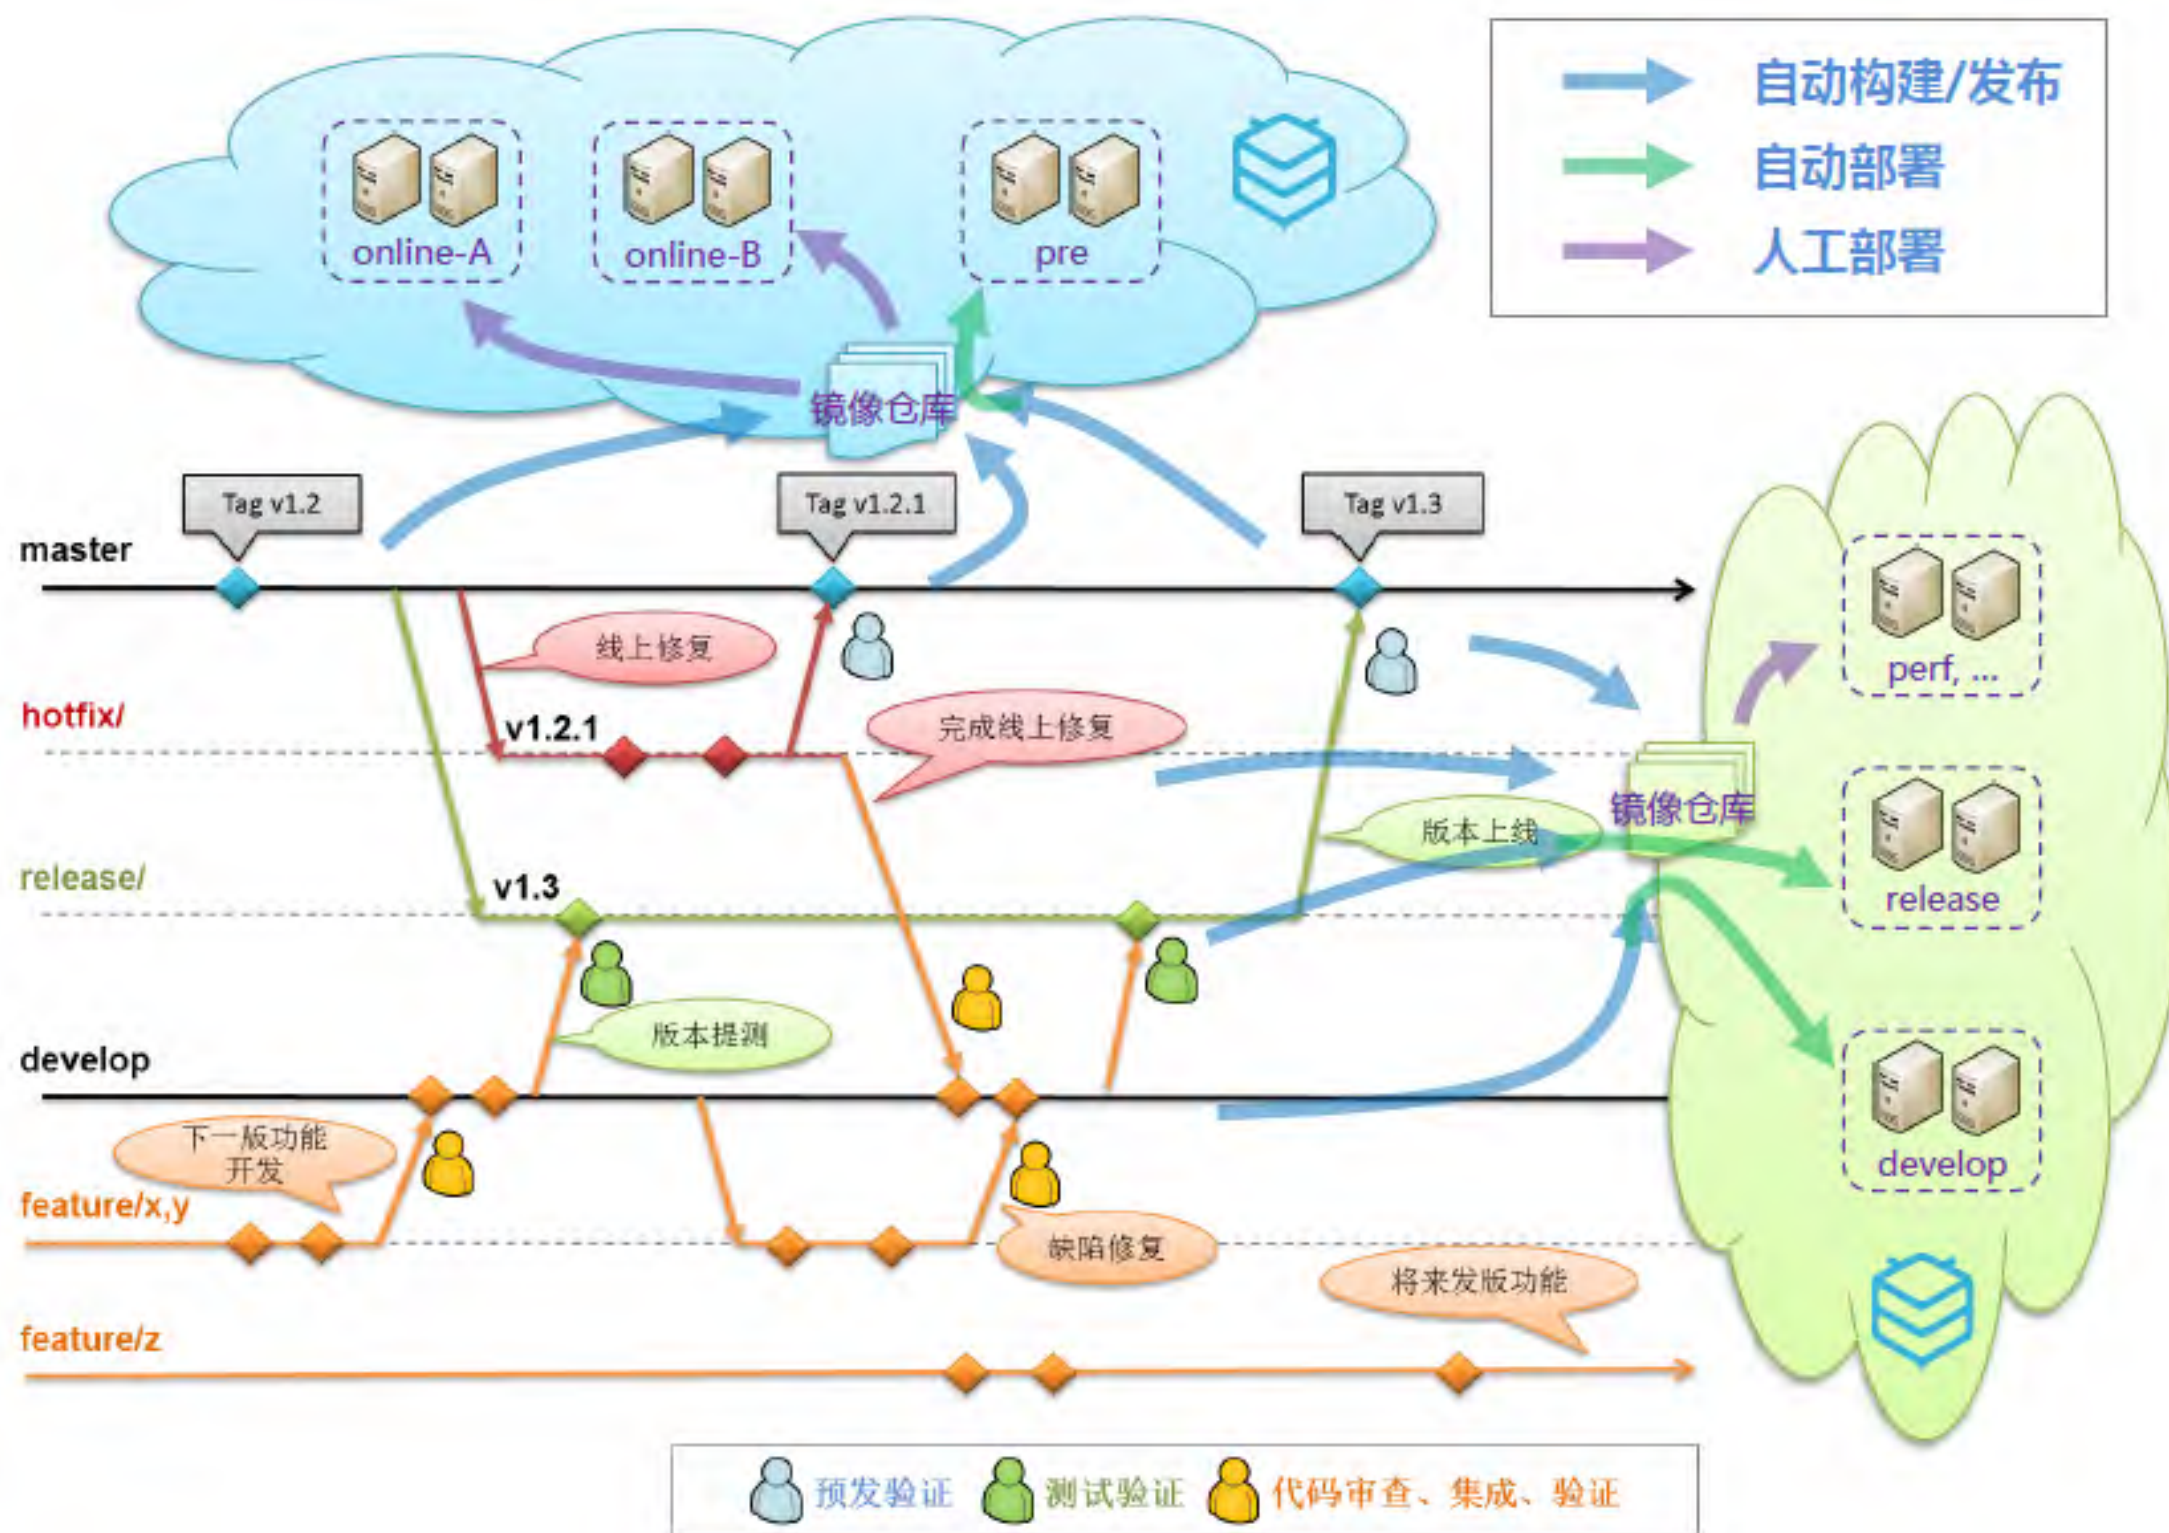 自动构建/发布
自动部署
人工部署
online-A
online-B
pre
镜像仓库
Tag v1.2
Tag v1.2.1
Tag v1.3
master
线上修复
perf, ...
hotfix/
v1.2.1
完成线上修复
镜像仓库
版本上线
release/
v1.3
release
版本提测
develop
下一版功能
开发
develop
feature/x,y
缺陷修复
将来发版功能
feature/z
预发验证
测试验证
代码审查、集成、验证